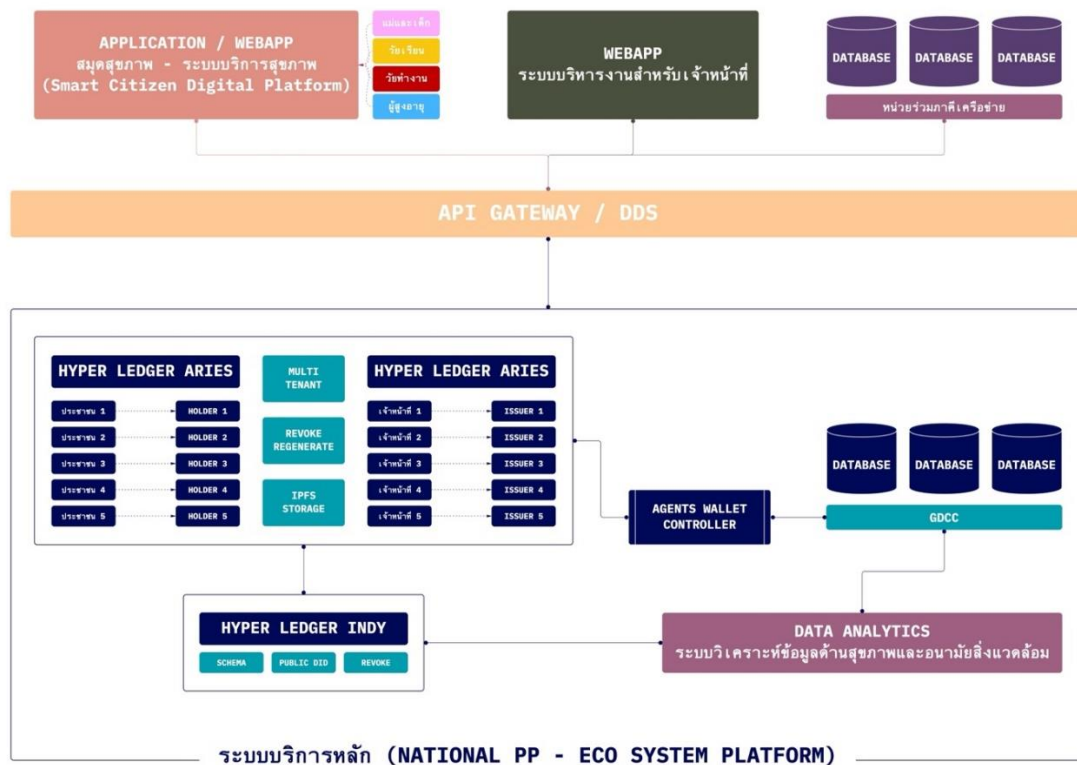 APPLICATION / WEBAPP
สมุดสุขภาพ - ระบบบริการสุขภาพ
(Smart Citizen Digital Platform)
แม่และเด็ก
วัยเรียน
วัยทำงาน
ผู้สูงอายุ
WEBAPP
ระบบบริหารงานสำหรับเจ้าหน้าที่
DATABASE
DATABASE
DATABASE
หน่วยร่วมภาคีเครือข่าย
API GATEWAY / DDS
HYPER LEDGER ARIES
ประชาชน 1
HOLDER 1
ประชาชน 2
HOLDER 2
ประชาชน 3
HOLDER 3
ประชาชน 4
HOLDER 4
ประชาชน 5
HOLDER 5
MULTI
TENANT
REVOKE
REGENERATE
IPFS
STORAGE
HYPER LEDGER ARIES
เจ้าหน้าที่ 1
ISSUER 1
เจ้าหน้าที่ 2
ISSUER 2
เจ้าหน้าที่ 3
ISSUER 3
เจ้าหน้าที่ 4
ISSUER 4
เจ้าหน้าที่ 5
ISSUER 5
AGENTS WALLET
CONTROLLER
DATABASE
DATABASE
DATABASE
GDCC
HYPER LEDGER INDY
SCHEMA
PUBLIC DID
REVOKE
DATA ANALYTICS
ระบบวิเคราะห์ข้อมูลด้านสุขภาพและอนามัยสิ่งแวดล้อม
ระบบบริการหลัก (NATIONAL PP - ECO SYSTEM PLATFORM)